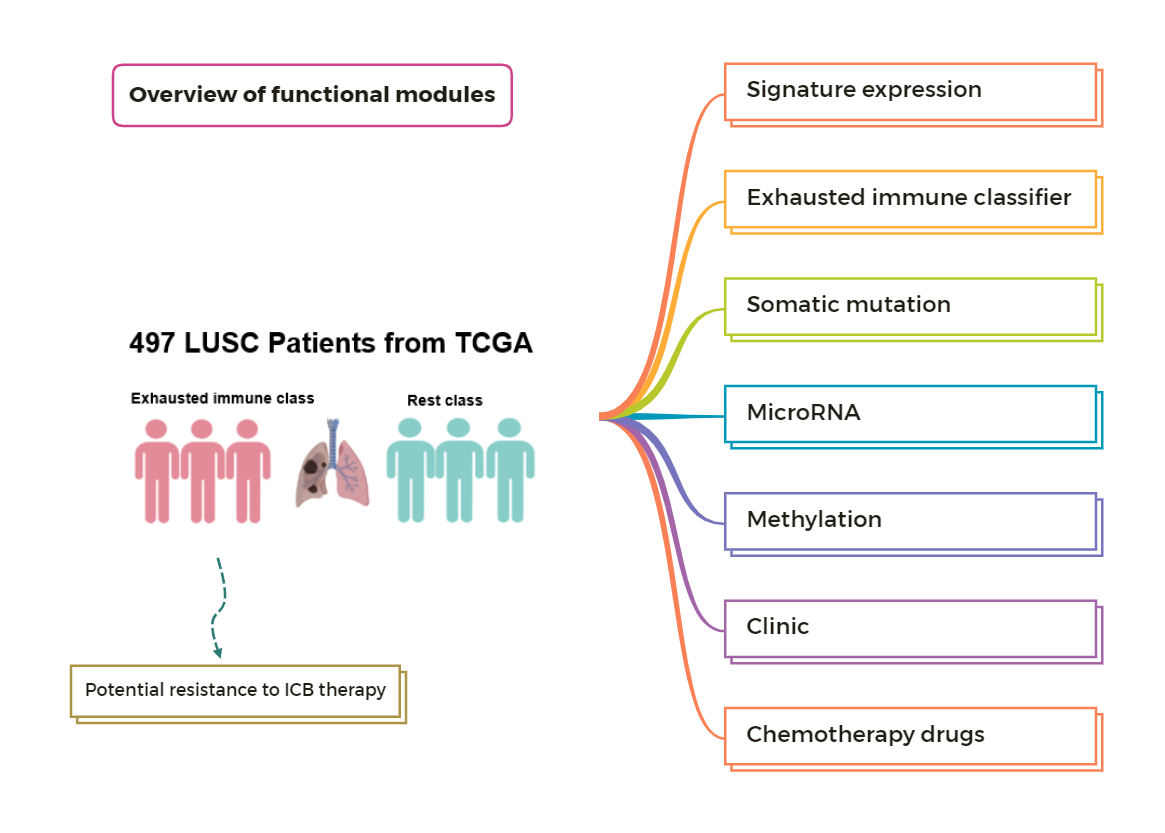 Overview of functional modules
497 LUSC Patients from TCGA
Exhausted immune class
Rest class
Potential resistance to ICB therapy
Signature expression
Exhausted immune classifier
Somatic mutation
MicroRNA
Methylation
Clinic
Chemotherapy drugs